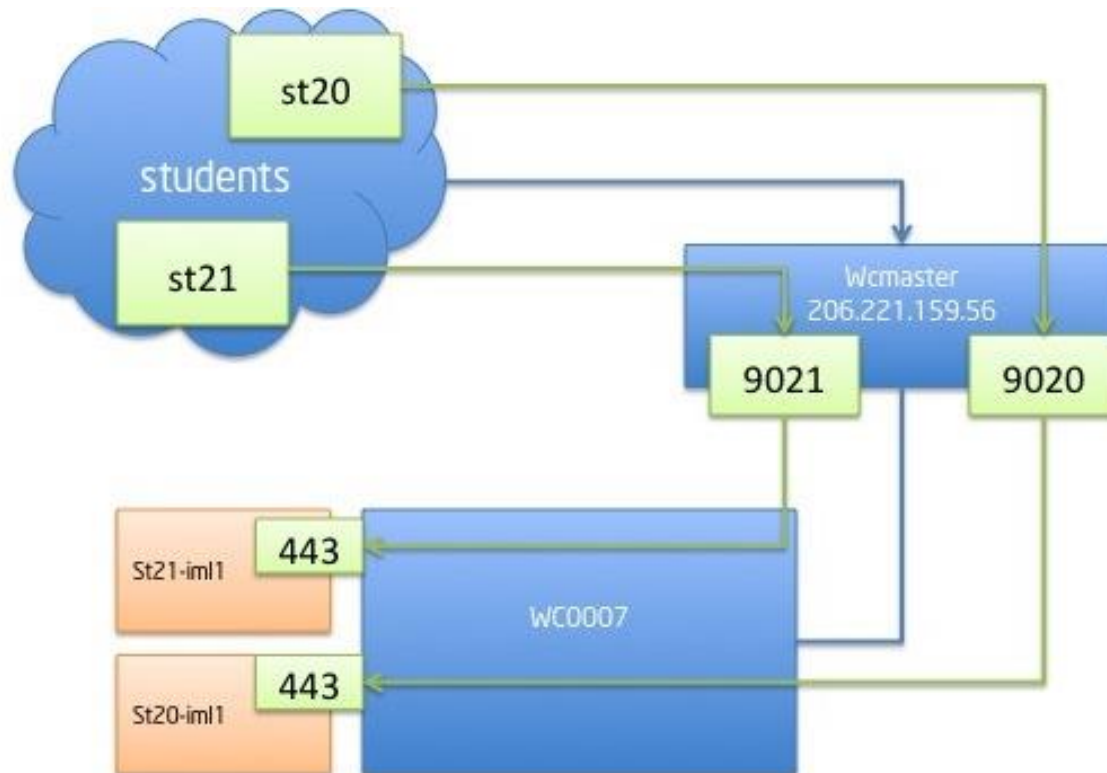 st20
students
st21
Wcmaster
206.221.159.56
9021
9020
443
St21-iml1
WC0007
443
St20-iml1